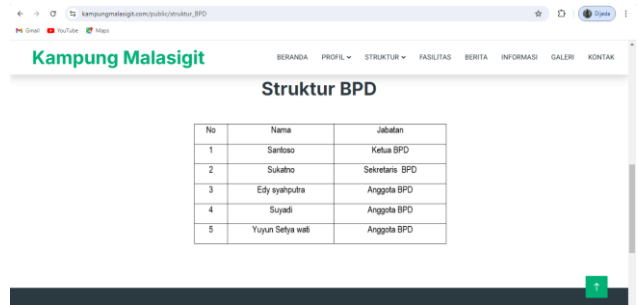 kampungmalasigit.com/public/struktur_BPD
Dijeda
Gmail YouTube Maps
Kampung Malasigit BERANDA PROFIL STRUKTUR FASILITAS BERITA INFORMASI GALERI KONTAK
Struktur BPD
No Nama Jabatan
1 Santoso Ketua BPD
2 Sukatno Sekretaris BPD
3 Edy syahputra Anggota BPD
4 Suyadi Anggota BPD
5 Yuyun Setya wati Anggota BPD